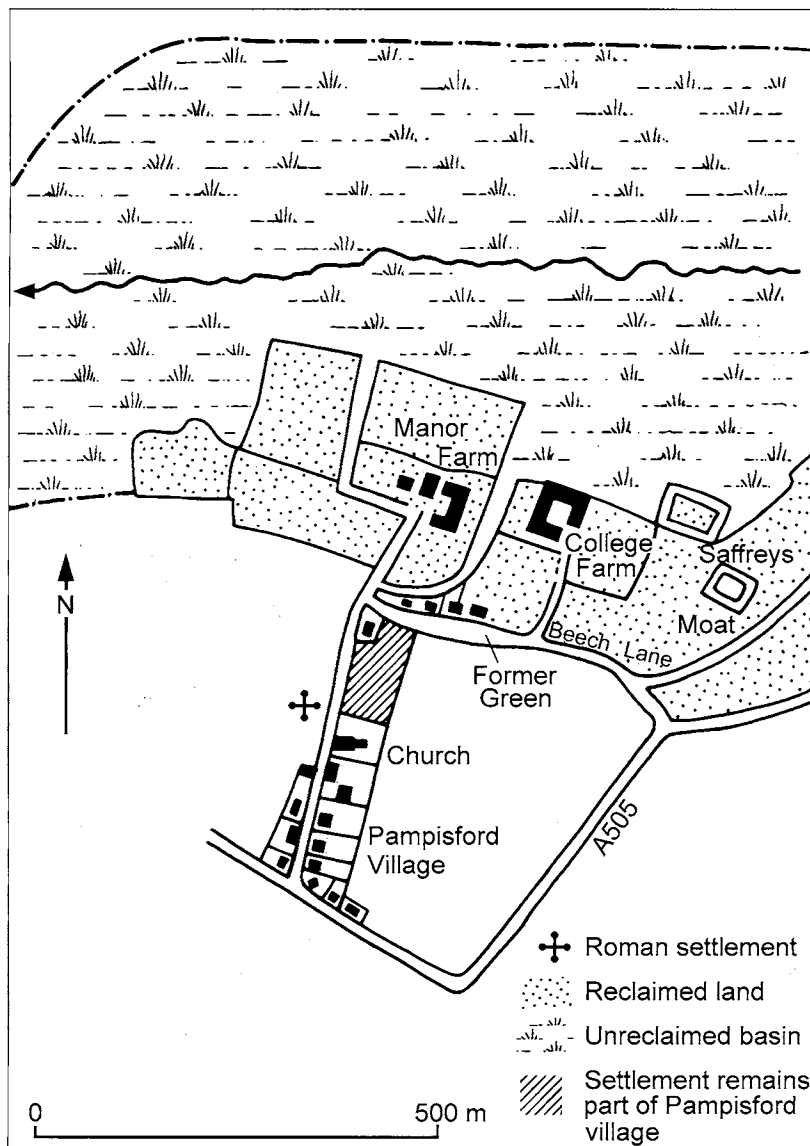 Manor
Farm
College
Farm
Saffreys
Moat
Beech Lane
N
Former
Green
Church
Pampisford
Village
A505
Roman settlement
Reclaimed land
Unreclaimed basin
Settlement remains
part of Pampisford
village
0 500 m